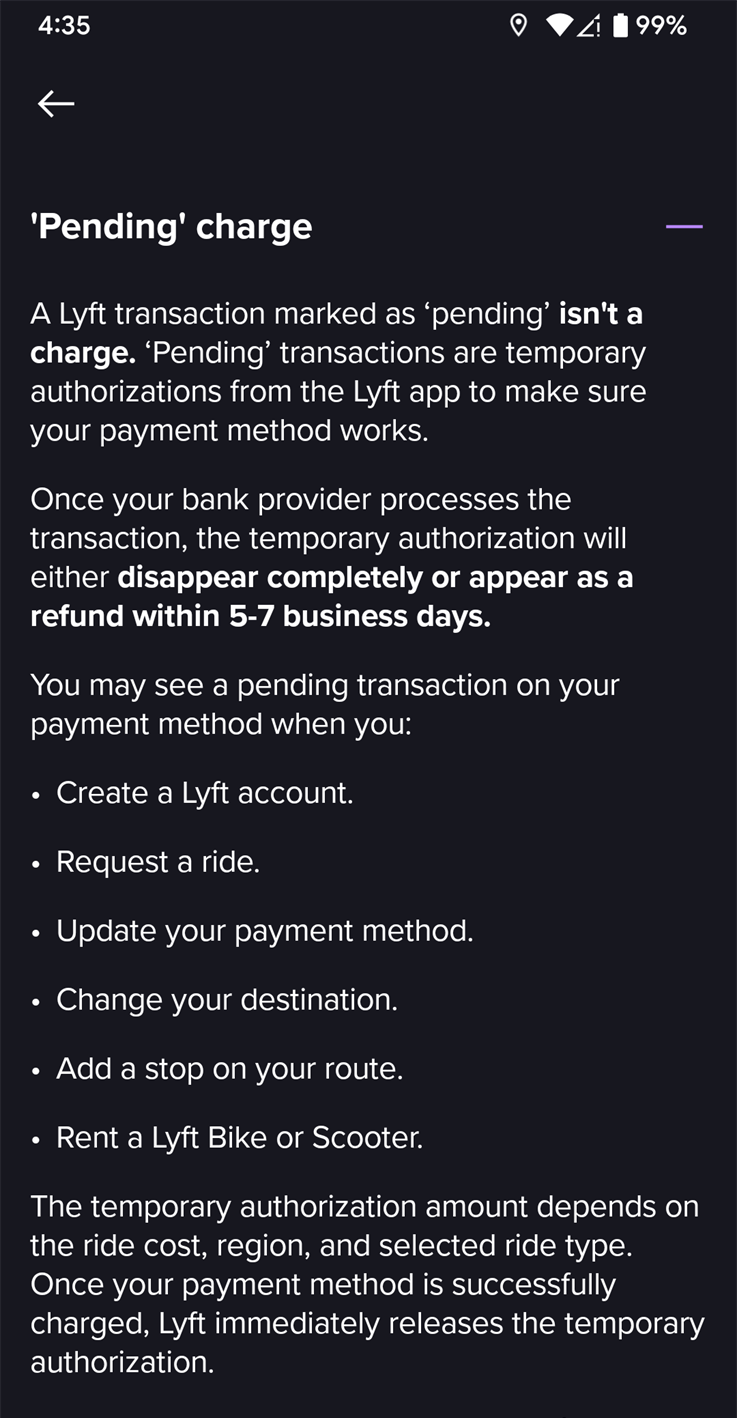 4:35
99%
'Pending' charge
A Lyft transaction marked as ‘pending’ isn't a
charge. ‘Pending’ transactions are temporary
authorizations from the Lyft app to make sure
your payment method works.
Once your bank provider processes the
transaction, the temporary authorization will
either disappear completely or appear as a
refund within 5-7 business days.
You may see a pending transaction on your
payment method when you:
• Create a Lyft account.
• Request a ride.
• Update your payment method.
• Change your destination.
• Add a stop on your route.
• Rent a Lyft Bike or Scooter.
The temporary authorization amount depends on
the ride cost, region, and selected ride type.
Once your payment method is successfully
charged, Lyft immediately releases the temporary
authorization.